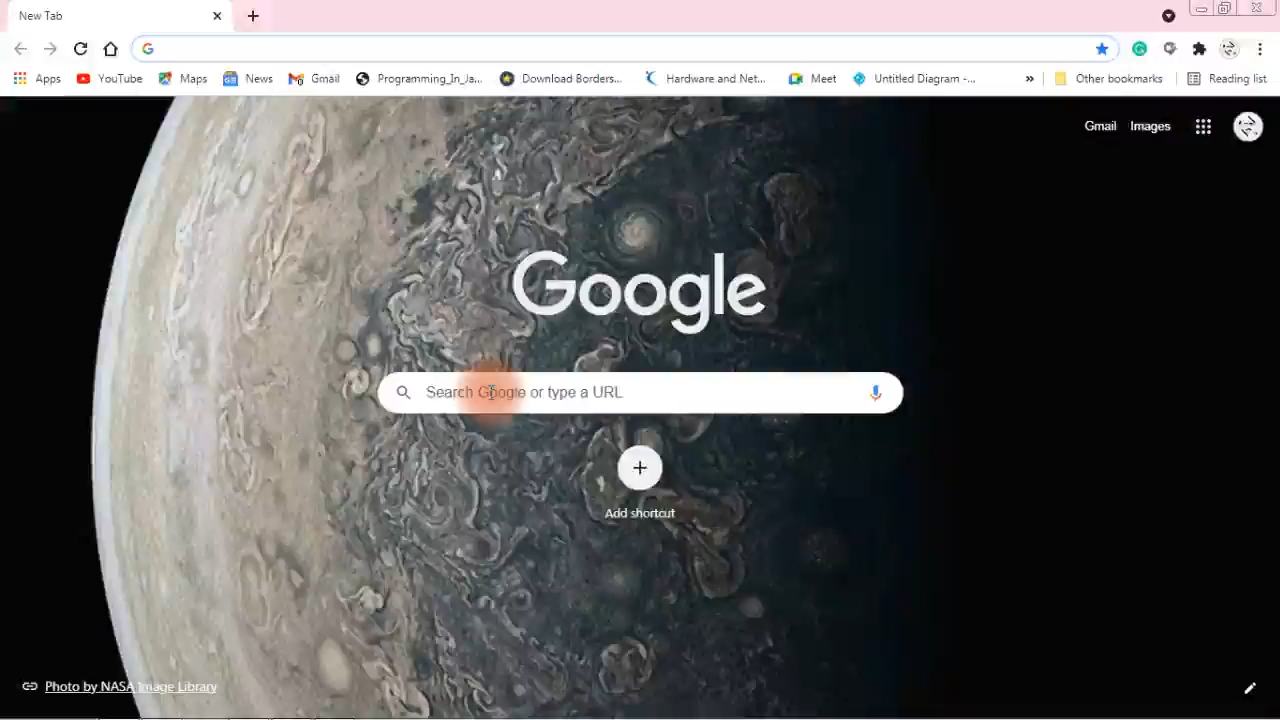 New Tab
Apps YouTube Maps News Gmail Programming_In_Ja... Download Borders... Hardware and Net... Meet Untitled Diagram -... » Other bookmarks Reading list
Gmail Images
Google
Search Google or type a URL
Add shortcut
Photo by NASA Image Library